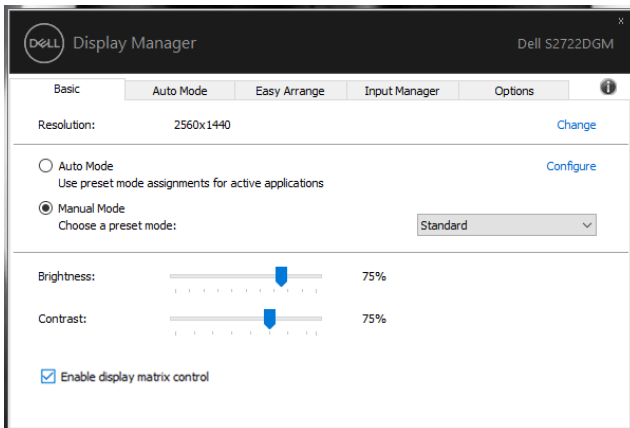 DELL Display Manager Dell S2722DGM
x
Basic Auto Mode Easy Arrange Input Manager Options i
Resolution: 2560x1440 Change
Auto Mode Configure
Use preset mode assignments for active applications
Manual Mode
Choose a preset mode: Standard
Brightness: 75%
Contrast: 75%
Enable display matrix control